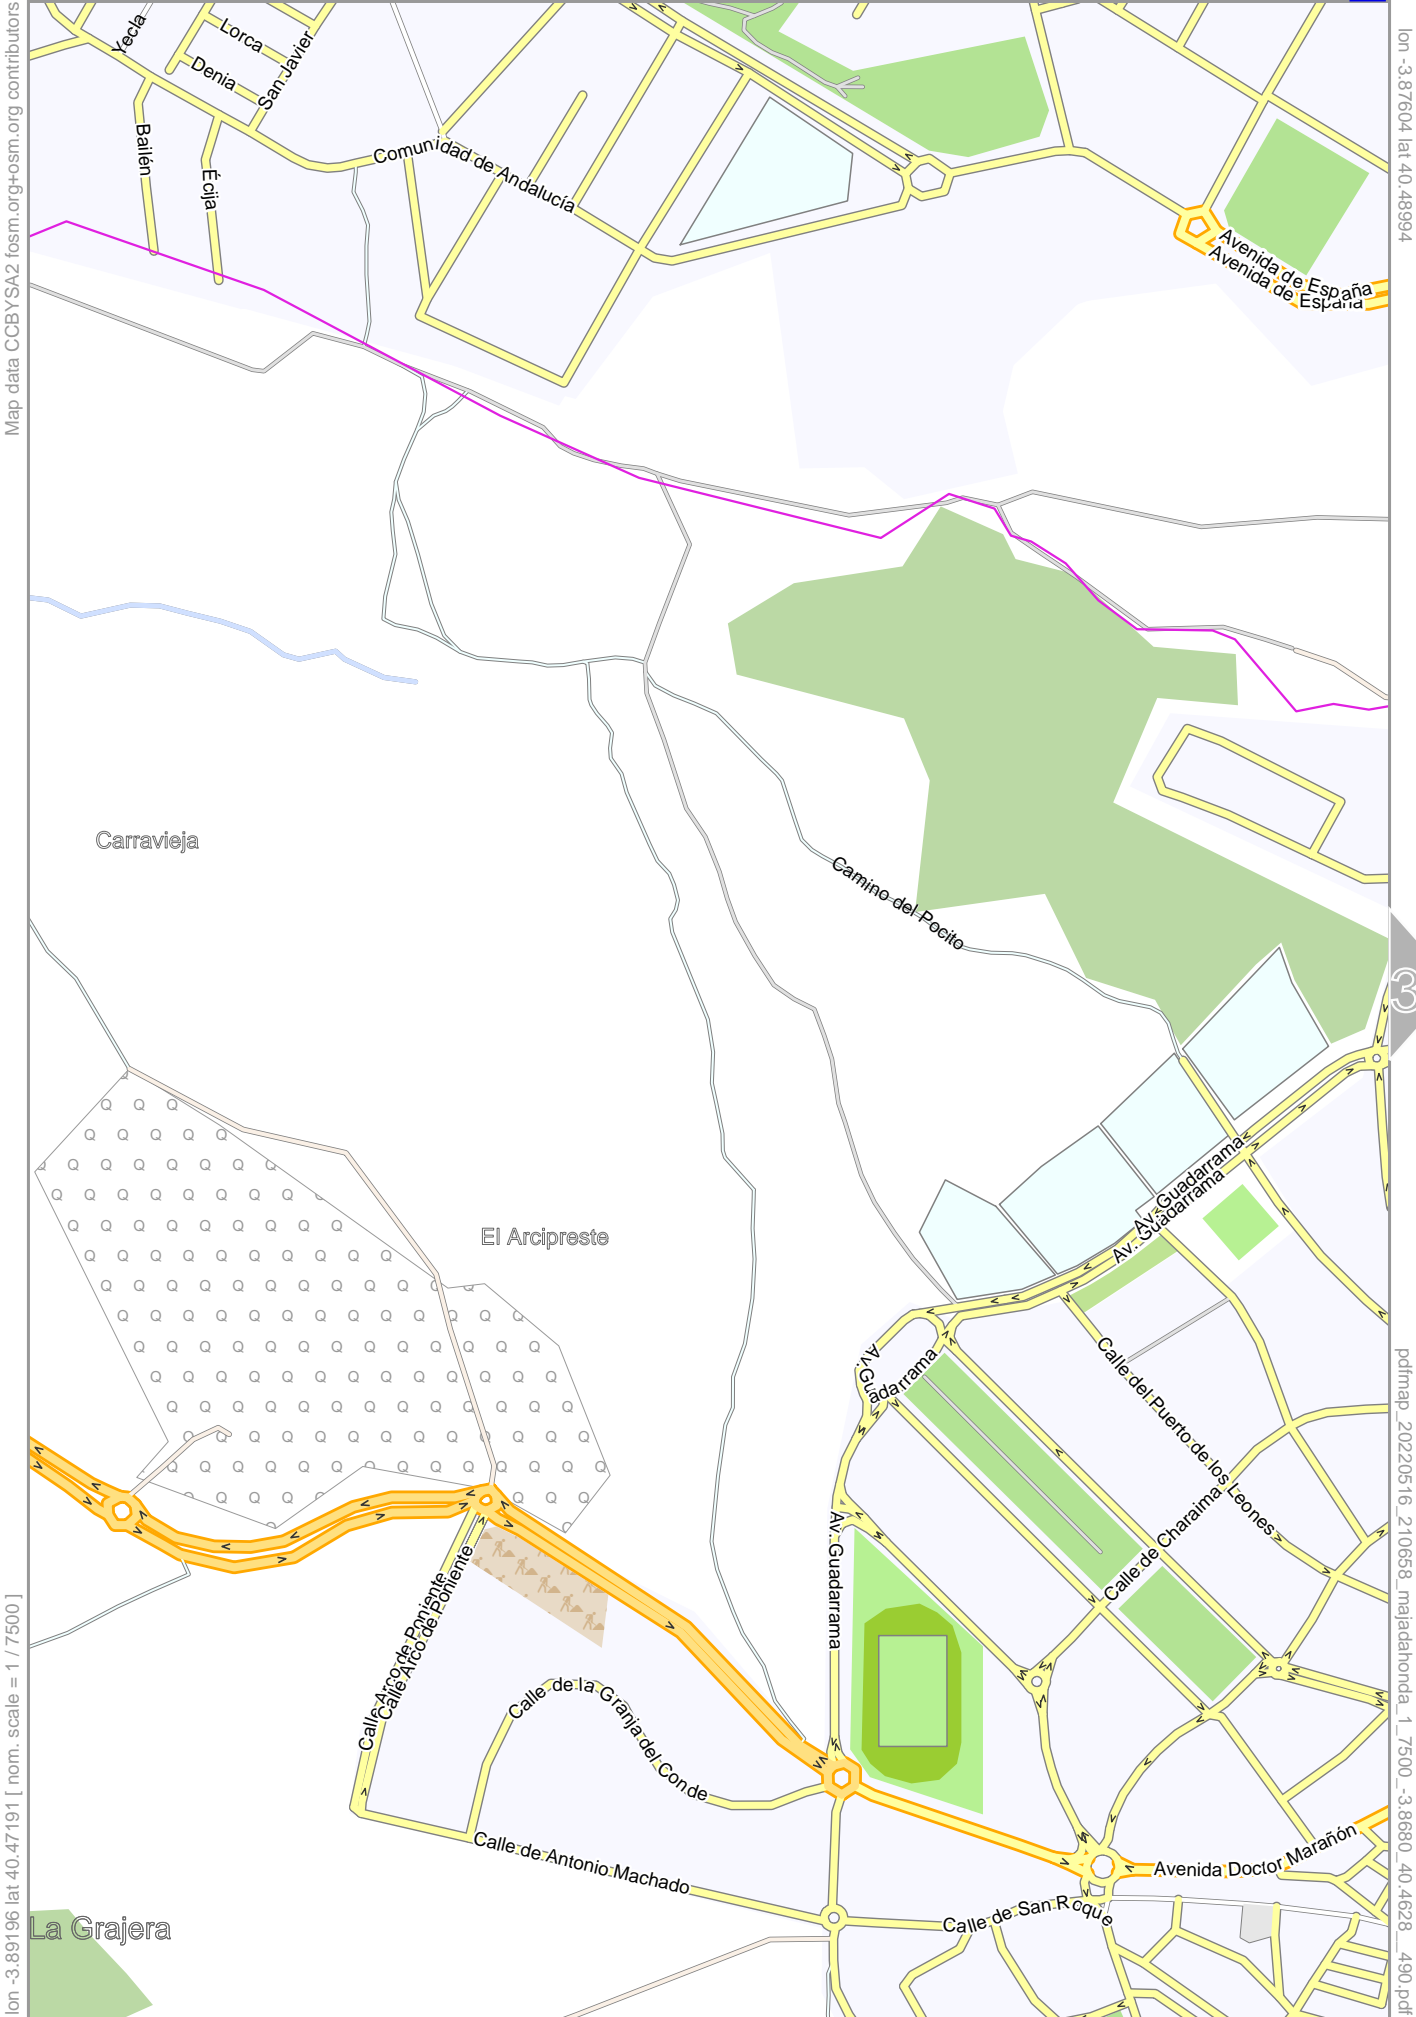 Map data CCBYSA2 fosm.org+osm.org contributors
lon -3.89196 lat 40.47191 [ nom. scale = 1 / 7500 ]
lon -3.87604 lat 40.48994
pdfmap_20220516_210658_majadahonda_1_7500_-3.8680_40.4628__490.pdf
3
Yecla
Lorca
Denia
San Javier
Bailén
Écija
Comunidad de Andalucía
Avenida de España
Avenida de España
Carravieja
Camino del Pocito
El Arcipreste
Av. Guadarrama
Av. Guadarrama
Av. Guadarrama
Calle del Puerto de los Leones
Calle de Charaima
Av. Guadarrama
Calle Arco de Poniente
Calle Arco de Poniente
Calle de la Granja del Conde
Calle de Antonio Machado
Avenida Doctor Marañón
Calle de San Roque
La Grajera